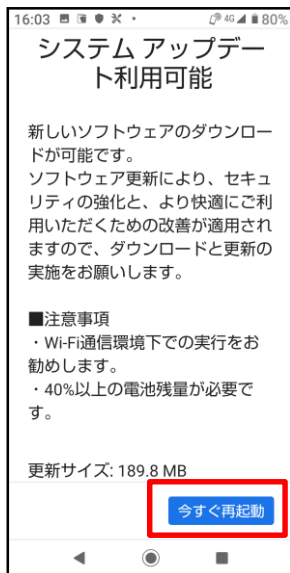 16:03 4G 80%
システム アップデー
ト利用可能
新しいソフトウェアのダウンロー
ドが可能です。
ソフトウェア更新により、セキュ
リティの強化と、より快適にご利
用いただくための改善が適用され
ますので、ダウンロードと更新の
実施をお願いします。
■注意事項
・Wi-Fi通信環境下での実行をお
勧めします。
・40%以上の電池残量が必要で
す。
更新サイズ: 189.8 MB
今すぐ再起動